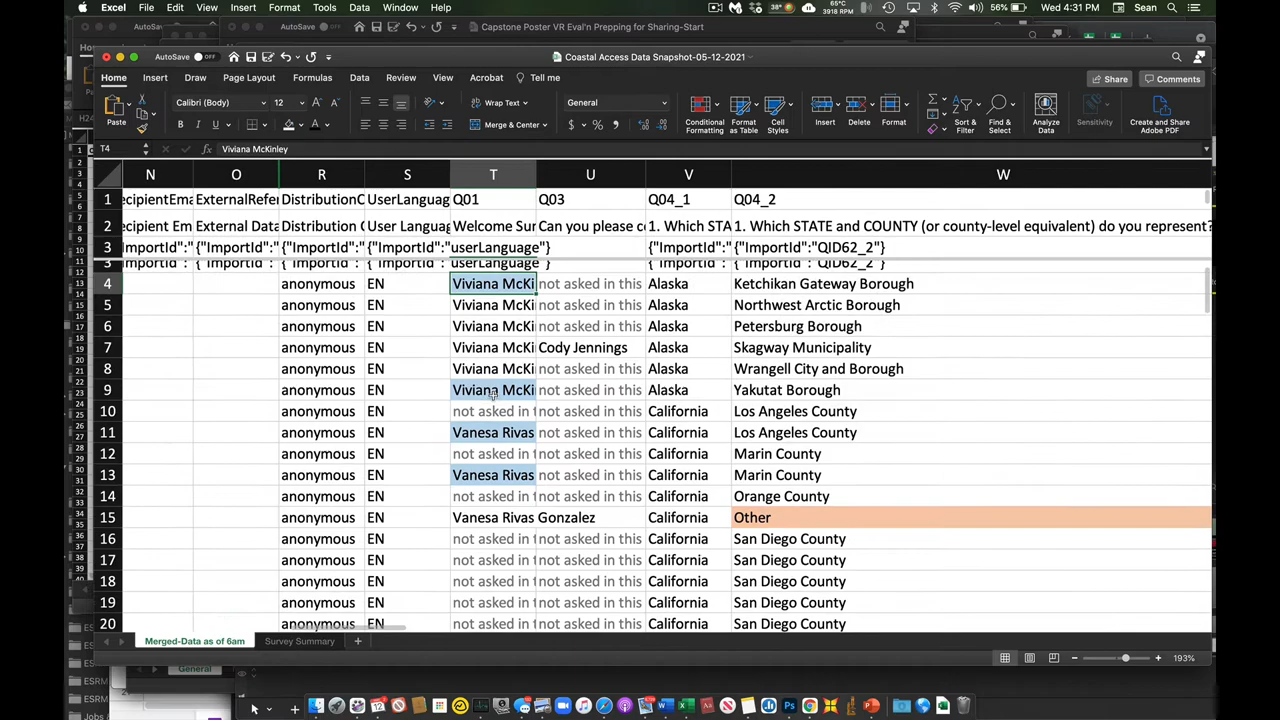 Excel File Edit View Insert Format Tools Data Window Help 38° 65°C 3918 RPM 56% Wed 4:31 PM Sean
AutoSave AutoSave OFF Capstone Poster VR Eval'n Prepping for Sharing-Start
AutoSave OFF Coastal Access Data Snapshot-05-12-2021
Home Insert Draw Page Layout Formulas Data Review View Acrobat Tell me Share Comments
Calibri (Body) 12 Wrap Text General
Paste B I U A Merge & Center $ % Conditional Formatting Format as Table Cell Styles Insert Delete Format Sort & Filter Find & Select Analyze Data Sensitivity Create and Share Adobe PDF
T4 fx Viviana McKinley
N O R S T U V W
1 ecipientEma ExternalRefe DistributionC UserLanguag Q01 Q03 Q04_1 Q04_2
2 ecipient Em External Data Distribution C User Languag Welcome Sur Can you please co 1. Which STA 1. Which STATE and COUNTY (or county-level equivalent) do you represent?
3 "ImportId":" {"ImportId":" {"ImportId":" {"ImportId":"userLanguage"} {"ImportId":" {"ImportId":"QID62_2"}
4 anonymous EN Viviana McKi not asked in this Alaska Ketchikan Gateway Borough
5 anonymous EN Viviana McKi not asked in this Alaska Northwest Arctic Borough
6 anonymous EN Viviana McKi not asked in this Alaska Petersburg Borough
7 anonymous EN Viviana McKi Cody Jennings Alaska Skagway Municipality
8 anonymous EN Viviana McKi not asked in this Alaska Wrangell City and Borough
9 anonymous EN Viviana McKi not asked in this Alaska Yakutat Borough
10 anonymous EN not asked in t not asked in this California Los Angeles County
11 anonymous EN Vanesa Rivas not asked in this California Los Angeles County
12 anonymous EN not asked in t not asked in this California Marin County
13 anonymous EN Vanesa Rivas not asked in this California Marin County
14 anonymous EN not asked in t not asked in this California Orange County
15 anonymous EN Vanesa Rivas Gonzalez California Other
16 anonymous EN not asked in t not asked in this California San Diego County
17 anonymous EN not asked in t not asked in this California San Diego County
18 anonymous EN not asked in t not asked in this California San Diego County
19 anonymous EN not asked in t not asked in this California San Diego County
20 anonymous EN not asked in t not asked in this California San Diego County
Merged-Data as of 6am Survey Summary +
193%
General